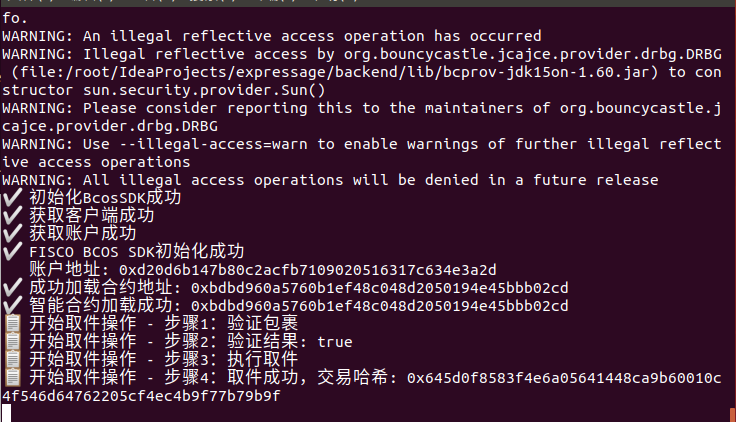 fo.
WARNING: An illegal reflective access operation has occurred
WARNING: Illegal reflective access by org.bouncycastle.jcajce.provider.drbg.DRBG
 (file:/root/IdeaProjects/expressage/backend/lib/bcprov-jdk15on-1.60.jar) to con
structor sun.security.provider.Sun()
WARNING: Please consider reporting this to the maintainers of org.bouncycastle.j
cajce.provider.drbg.DRBG
WARNING: Use --illegal-access=warn to enable warnings of further illegal reflect
ive access operations
WARNING: All illegal access operations will be denied in a future release
✔ 初始化BcosSDK成功
✔ 获取客户端成功
✔ 获取账户成功
✔ FISCO BCOS SDK初始化成功
账户地址: 0xd20d6b147b80c2acfb7109020516317c634e3a2d
✔ 成功加载合约地址: 0xbdbd960a5760b1ef48c048d2050194e45bbb02cd
✔ 智能合约加载成功: 0xbdbd960a5760b1ef48c048d2050194e45bbb02cd
📋 开始取件操作 - 步骤1: 验证包裹
📋 开始取件操作 - 步骤2: 验证结果: true
📋 开始取件操作 - 步骤3: 执行取件
📋 开始取件操作 - 步骤4: 取件成功, 交易哈希: 0x645d0f8583f4e6a05641448ca9b60010c
4f546d64762205cf4ec4b9f77b79b9f